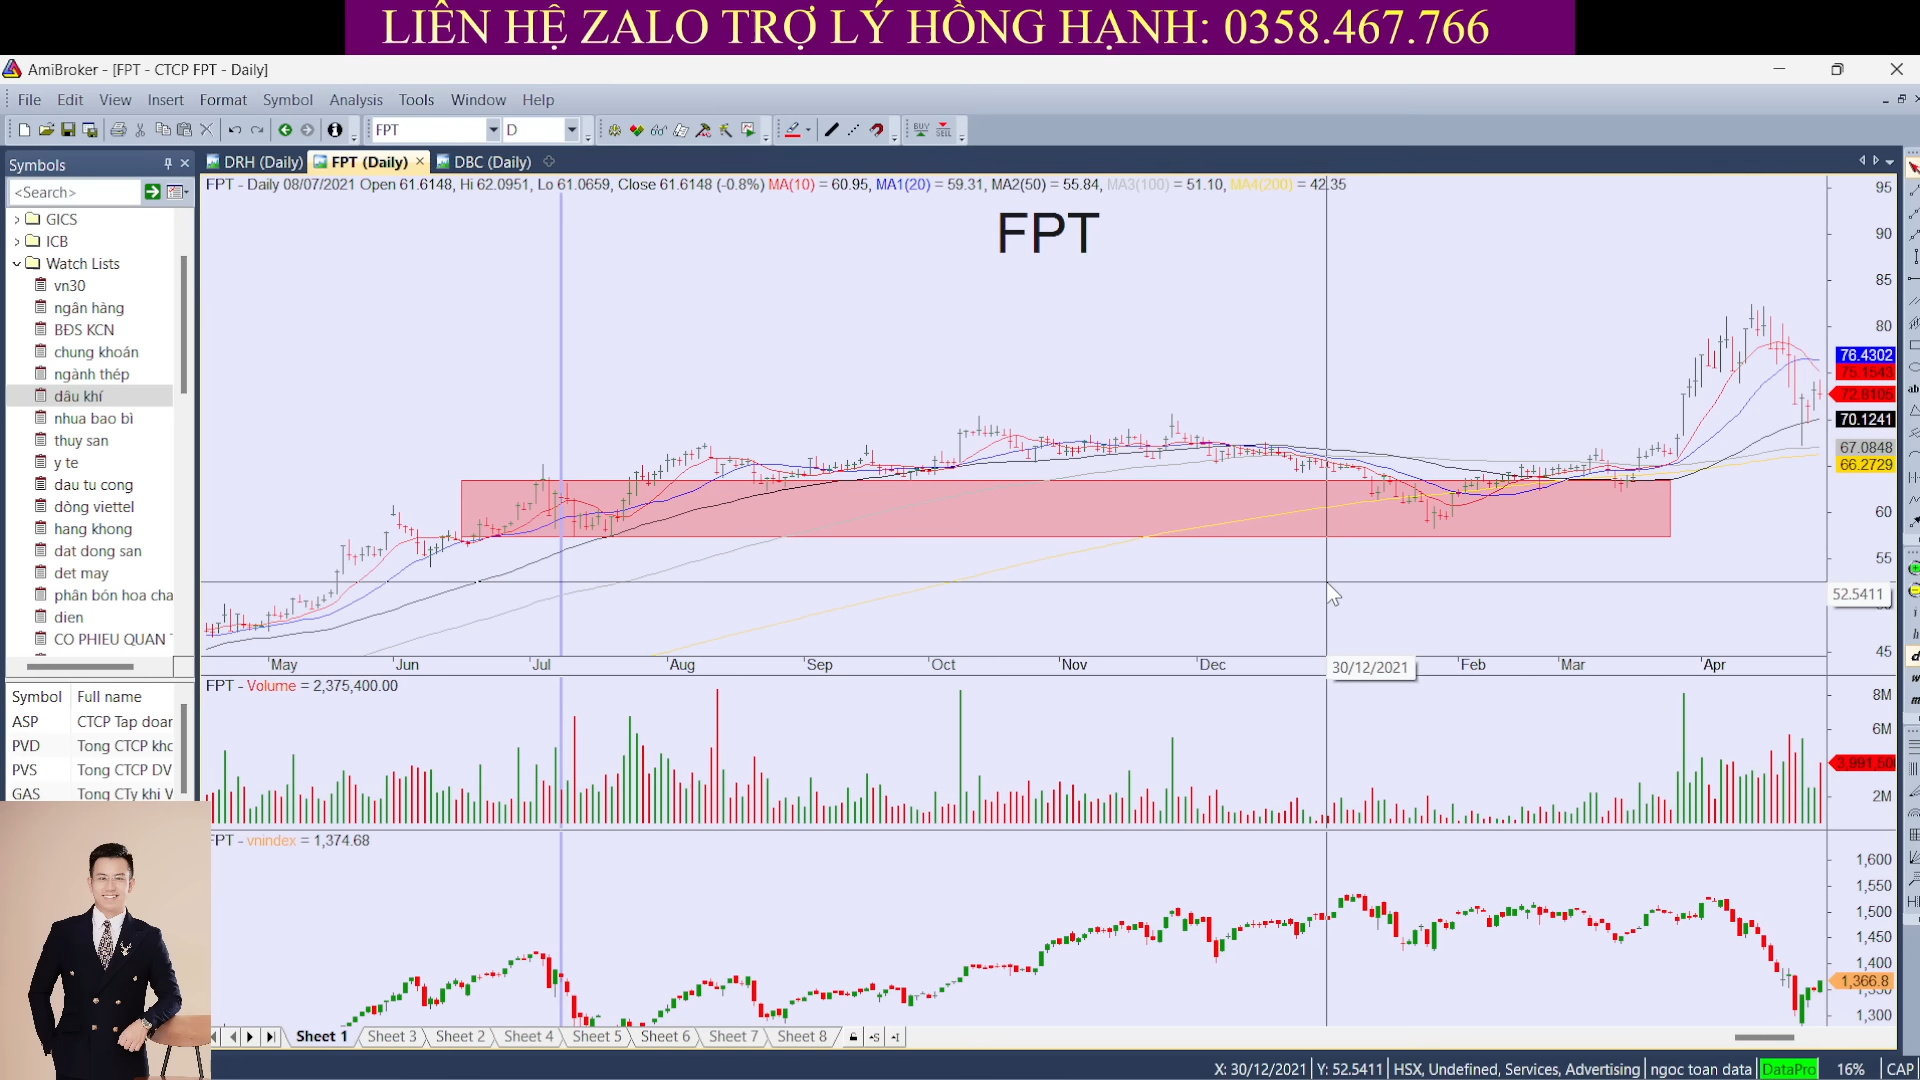 LIÊN HỆ ZALO TRỢ LÝ HỒNG HẠNH: 0358.467.766
AmiBroker - [FPT - CTCP FPT - Daily]
File Edit View Insert Format Symbol Analysis Tools Window Help
FPT D BUY SELL
Symbols
DRH (Daily) FPT (Daily) DBC (Daily)
<Search>
FPT - Daily 08/07/2021 Open 61.6148, Hi 62.0951, Lo 61.0659, Close 61.6148 (-0.8%) MA(10) = 60.95, MA1(20) = 59.31, MA2(50) = 55.84, MA3(100) = 51.10, MA4(200) = 42.35
FPT
GICS
ICB
Watch Lists
vn30
ngân hàng
BĐS KCN
chung khoán
ngành thép
dầu khí
nhua bao bì
thuy san
y te
dau tu cong
dòng viettel
hang khong
dat dong san
det may
phân bón hoa cha
dien
CO PHIEU QUAN
95
90
85
80
76.4302
75.1543
72.8105
70.1241
67.0848
66.2729
60
55
52.5411
45
May Jun Jul Aug Sep Oct Nov Dec 30/12/2021 Feb Mar Apr
Symbol Full name
ASP CTCP Tap doar
PVD Tong CTCP khc
PVS Tong CTCP DV
GAS Tong CTy khi V
FPT - Volume = 2,375,400.00
8M
6M
3,991,50
2M
FPT - vnindex = 1,374.68
1,600
1,550
1,500
1,450
1,400
1,366.8
1,300
Sheet 1 Sheet 3 Sheet 2 Sheet 4 Sheet 5 Sheet 6 Sheet 7 Sheet 8
X: 30/12/2021 Y: 52.5411 HSX, Undefined, Services, Advertising ngoc toan data DataPro 16% CAP